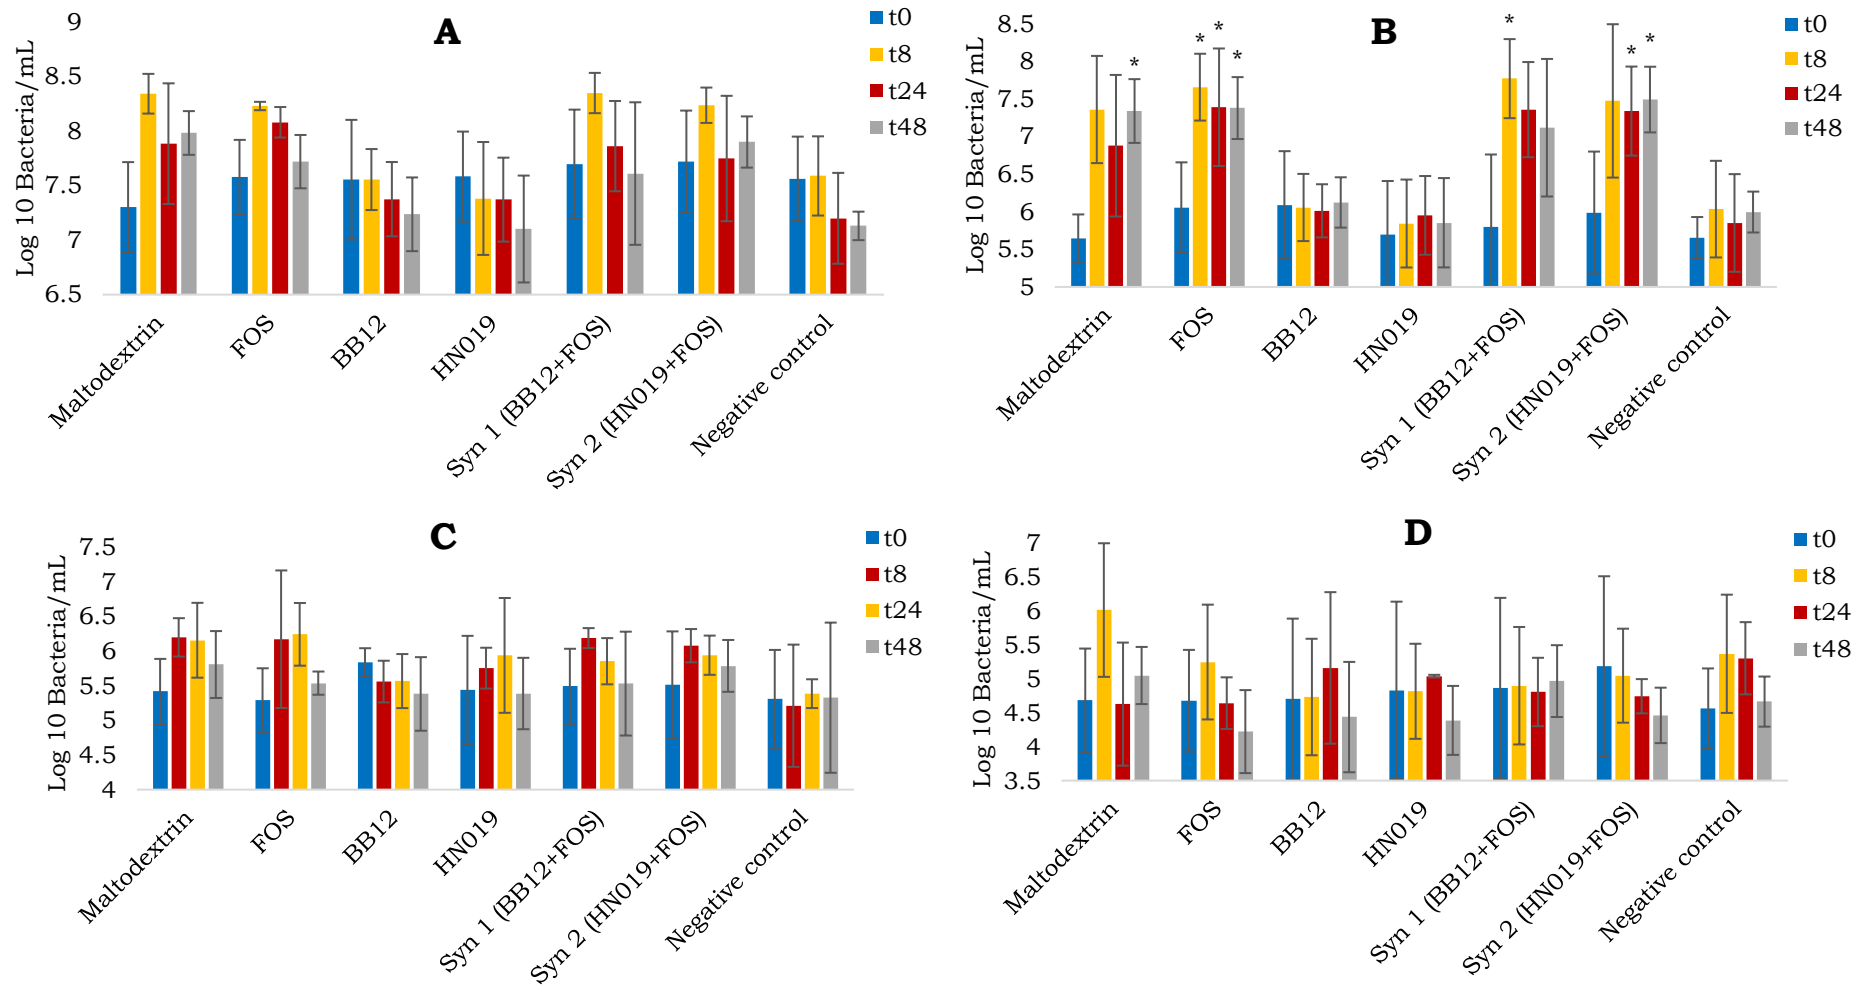 A
Log 10 Bacteria/mL
9
8.5
8
7.5
7
6.5
t0
t8
t24
t48
Maltodextrin
FOS
BB12
HN019
Syn 1 (BB12+FOS)
Syn 2 (HN019+FOS)
Negative control
B
Log 10 Bacteria/mL
8.5
8
7.5
7
6.5
6
5.5
5
* * * * * * *
*
t0
t8
t24
t48
Maltodextrin
FOS
BB12
HN019
Syn 1 (BB12+FOS)
Syn 2 (HN019+FOS)
Negative control
C
Log 10 Bacteria/mL
7.5
7
6.5
6
5.5
5
4.5
4
t0
t8
t24
t48
Maltodextrin
FOS
BB12
HN019
Syn 1 (BB12+FOS)
Syn 2 (HN019+FOS)
Negative control
D
Log 10 Bacteria/mL
7
6.5
6
5.5
5
4.5
4
3.5
t0
t8
t24
t48
Maltodextrin
FOS
BB12
HN019
Syn 1 (BB12+FOS)
Syn 2 (HN019+FOS)
Negative control